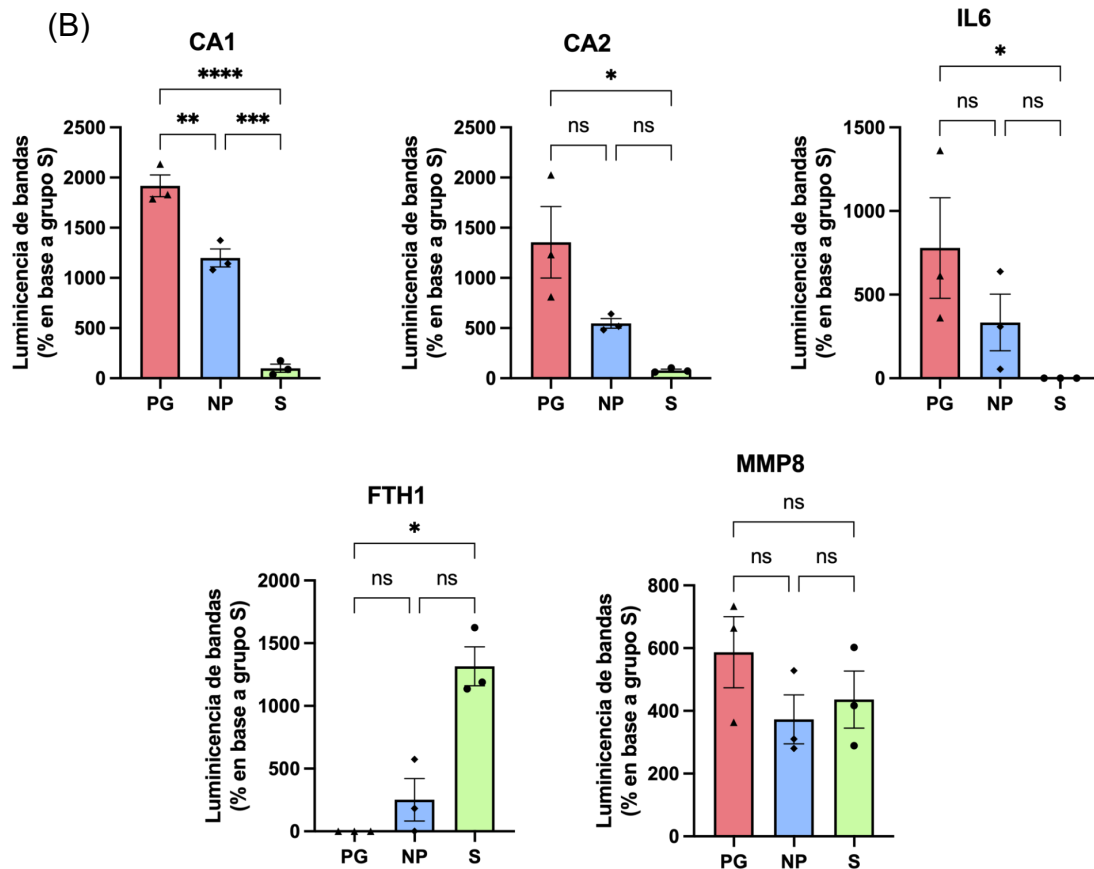 (B)
CA1
****
**
***
Luminicencia de bandas
(% en base a grupo S)
2500
2000
1500
1000
500
0
PG
NP
S
CA2
*
ns
ns
Luminicencia de bandas
(% en base a grupo S)
2500
2000
1500
1000
500
0
PG
NP
S
IL6
*
ns
ns
Luminicencia de bandas
(% en base a grupo S)
1500
1000
500
0
PG
NP
S
FTH1
*
ns
ns
Luminicencia de bandas
(% en base a grupo S)
2000
1500
1000
500
0
PG
NP
S
MMP8
ns
ns
ns
Luminicencia de bandas
(% en base a grupo S)
800
600
400
200
0
PG
NP
S